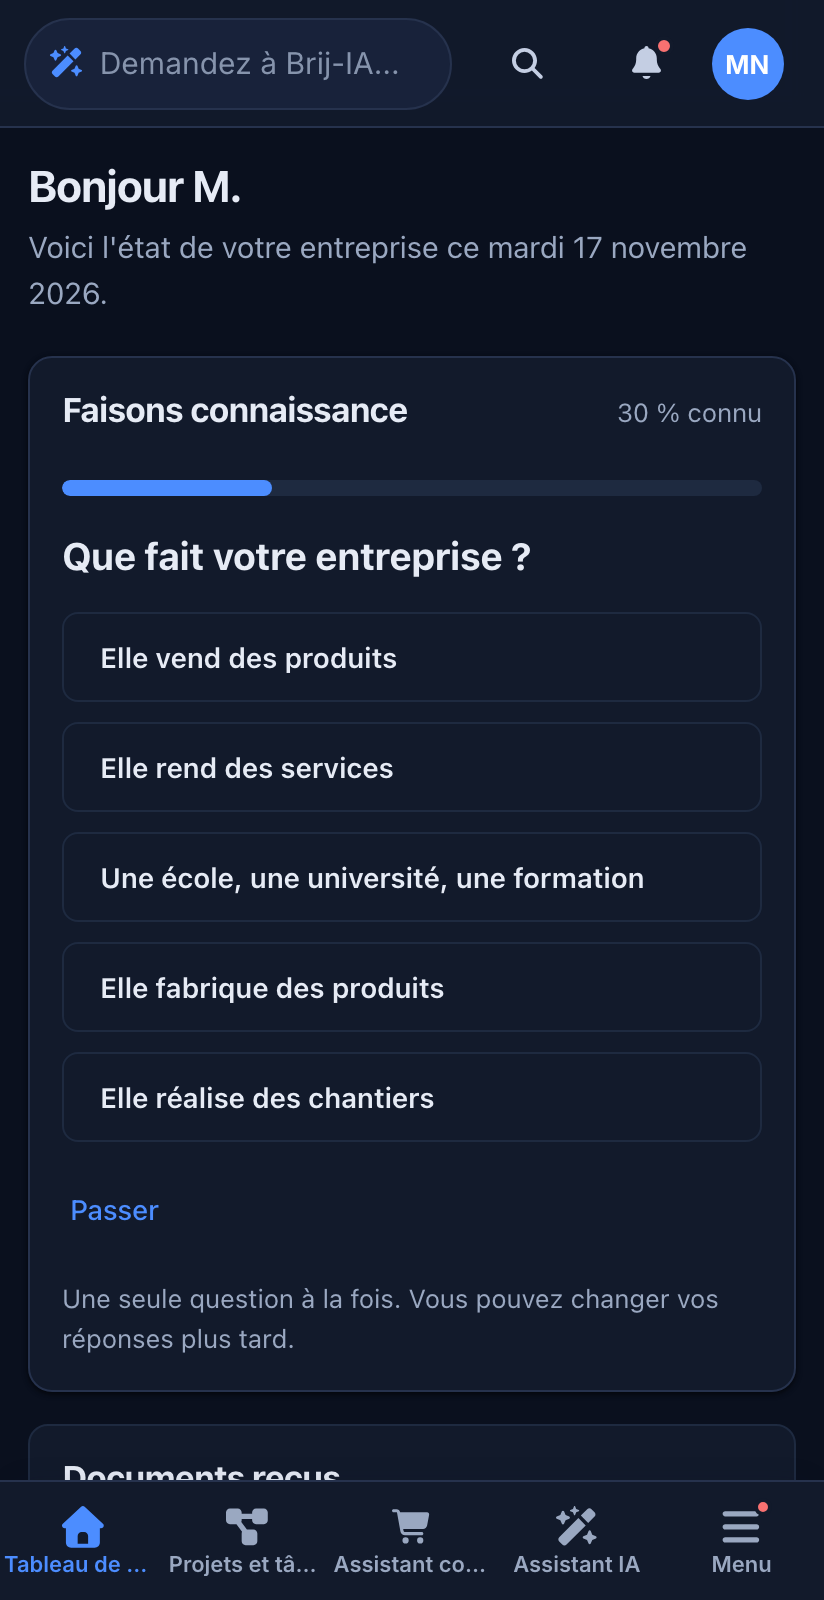 Demandez à Brij-IA...
MN
Bonjour M.
Voici l'état de votre entreprise ce mardi 17 novembre
2026.
Faisons connaissance
30 % connu
Que fait votre entreprise ?
Elle vend des produits
Elle rend des services
Une école, une université, une formation
Elle fabrique des produits
Elle réalise des chantiers
Passer
Une seule question à la fois. Vous pouvez changer vos
réponses plus tard.
Documents reçus
Tableau de ...
Projets et tâ...
Assistant co...
Assistant IA
Menu